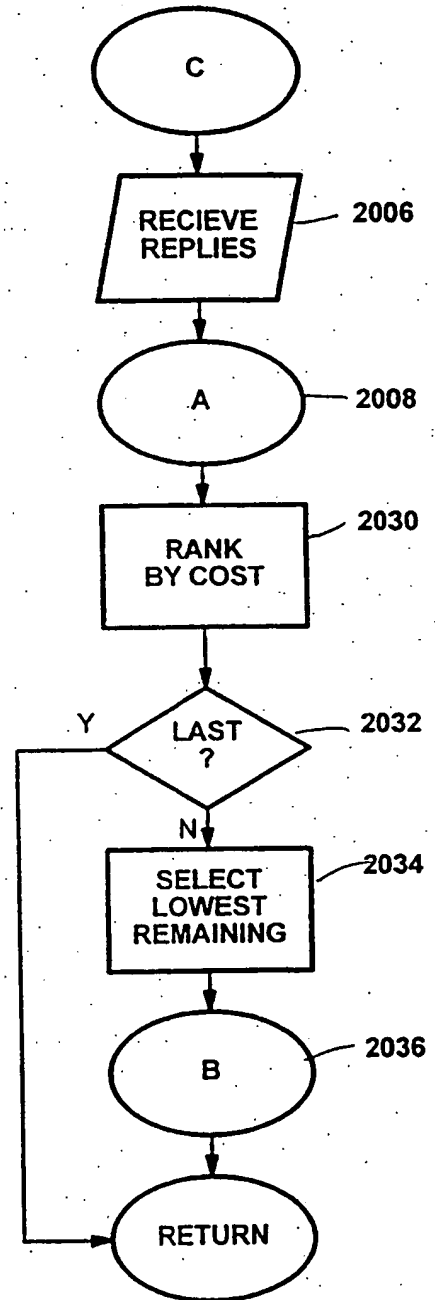 C
RECIEVE
REPLIES
2006
A
2008
RANK
BY COST
2030
Y
LAST
?
2032
N
SELECT
LOWEST
REMAINING
2034
B
2036
RETURN